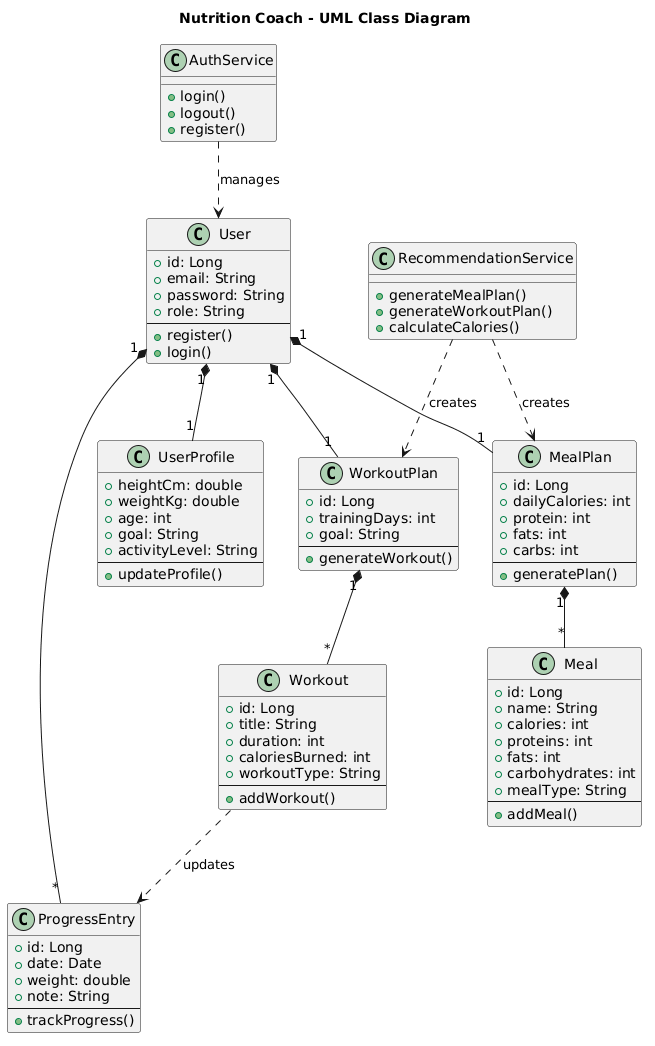 Nutrition Coach - UML Class Diagram
C AuthService
login()
logout()
register()
manages
C User
id: Long
email: String
password: String
role: String
register()
login()
C RecommendationService
generateMealPlan()
generateWorkoutPlan()
calculateCalories()
1
1
1
1
creates
creates
1
1
1
C UserProfile
heightCm: double
weightKg: double
age: int
goal: String
activityLevel: String
updateProfile()
C WorkoutPlan
id: Long
trainingDays: int
goal: String
generateWorkout()
C MealPlan
id: Long
dailyCalories: int
protein: int
fats: int
carbs: int
generatePlan()
1
*
1
*
C Workout
id: Long
title: String
duration: int
caloriesBurned: int
workoutType: String
addWorkout()
C Meal
id: Long
name: String
calories: int
proteins: int
fats: int
carbohydrates: int
mealType: String
addMeal()
updates
*
C ProgressEntry
id: Long
date: Date
weight: double
note: String
trackProgress()